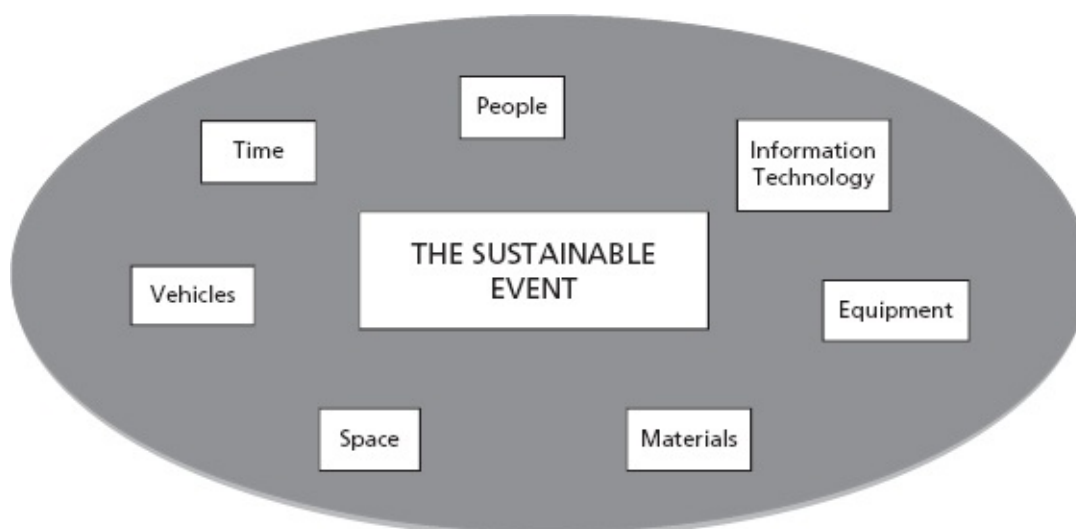 People
Time
Information
Technology
THE SUSTAINABLE
EVENT
Vehicles
Equipment
Space
Materials